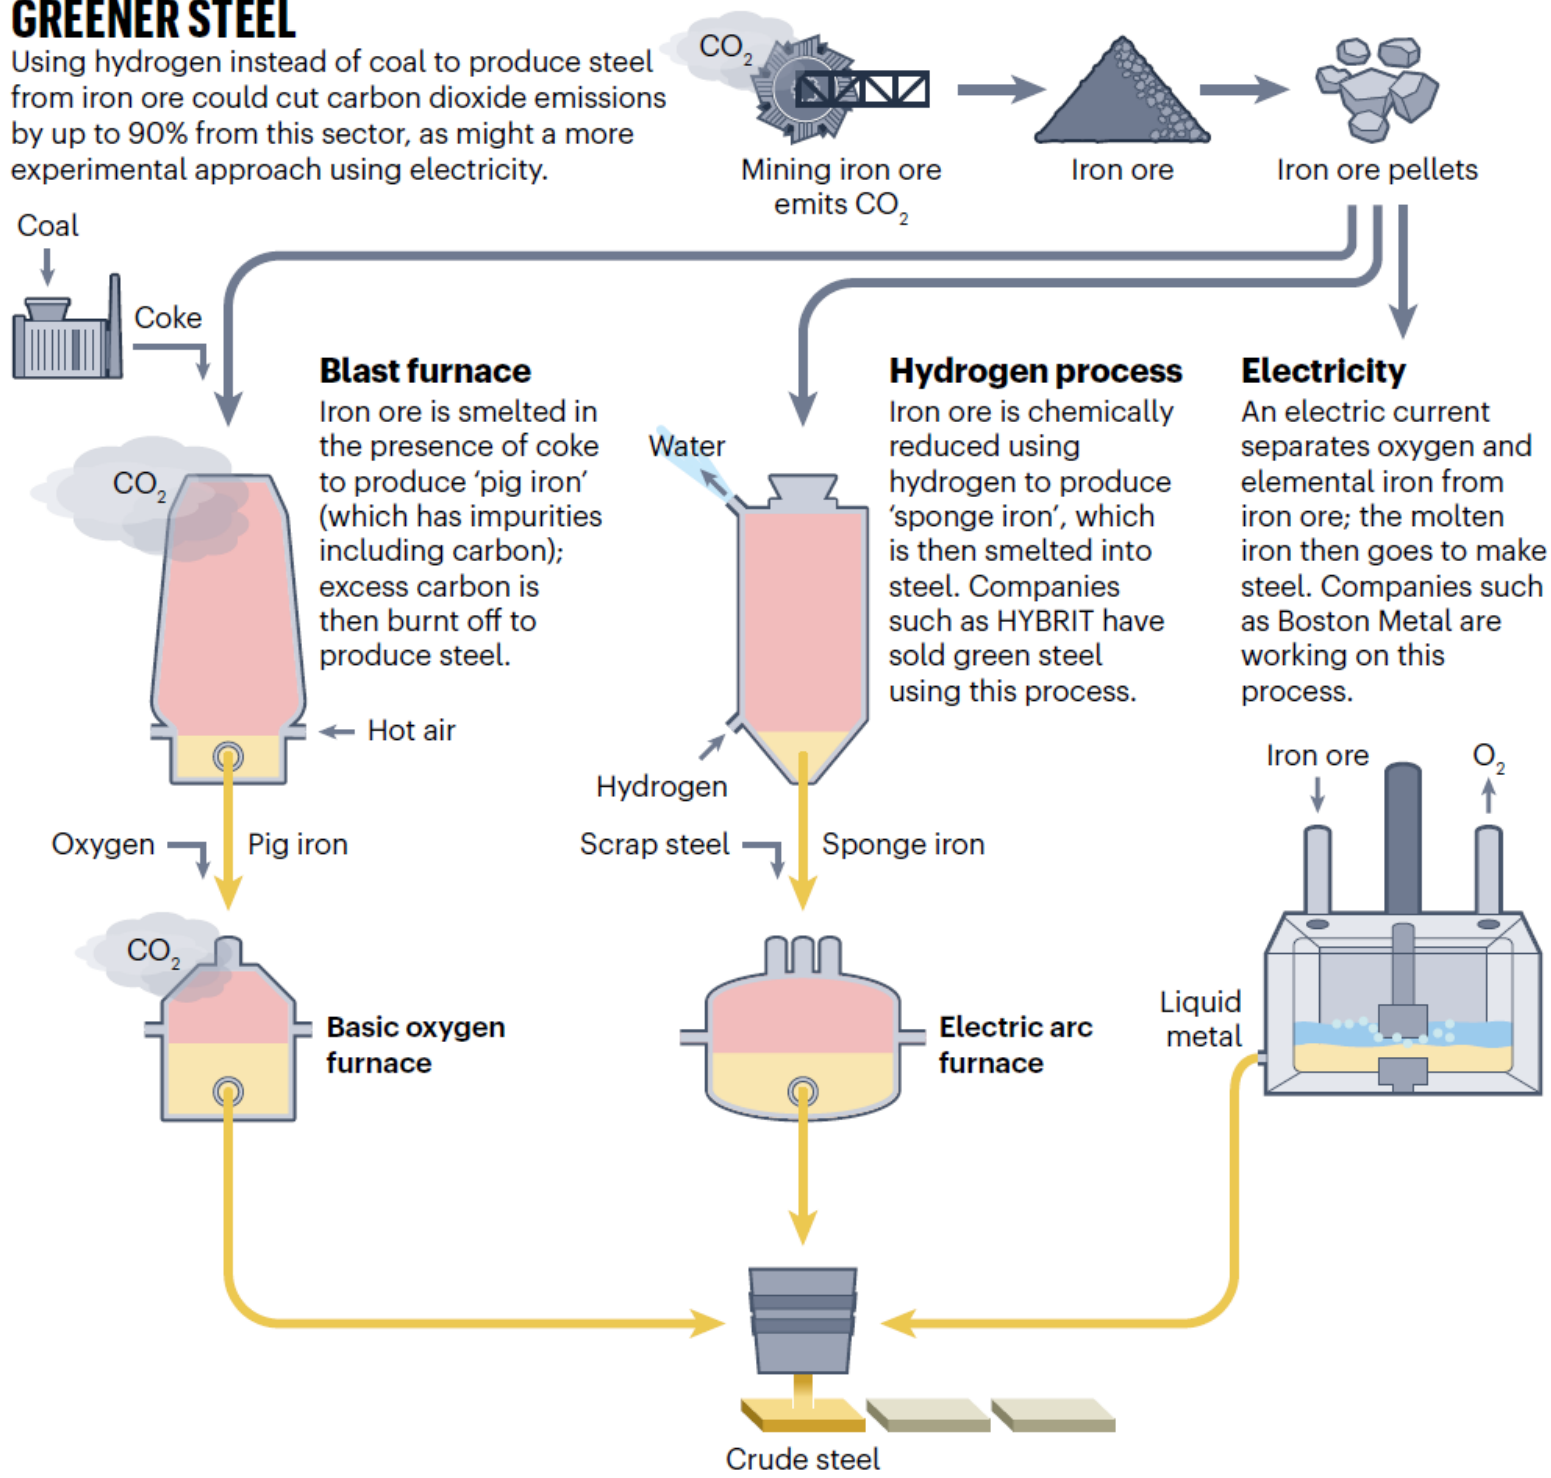 GREENER STEEL
Using hydrogen instead of coal to produce steel
from iron ore could cut carbon dioxide emissions
by up to 90% from this sector, as might a more
experimental approach using electricity.
CO₂
Mining iron ore
emits CO₂
Iron ore
Iron ore pellets
Coal
Coke
Blast furnace
Iron ore is smelted in
the presence of coke
to produce ‘pig iron’
(which has impurities
including carbon);
excess carbon is
then burnt off to
produce steel.
CO₂
Hot air
Oxygen
Pig iron
CO₂
Basic oxygen
furnace
Hydrogen process
Iron ore is chemically
reduced using
hydrogen to produce
‘sponge iron’, which
is then smelted into
steel. Companies
such as HYBRIT have
sold green steel
using this process.
Water
Hydrogen
Scrap steel
Sponge iron
Electric arc
furnace
Electricity
An electric current
separates oxygen and
elemental iron from
iron ore; the molten
iron then goes to make
steel. Companies such
as Boston Metal are
working on this
process.
Iron ore
O₂
Liquid
metal
Crude steel